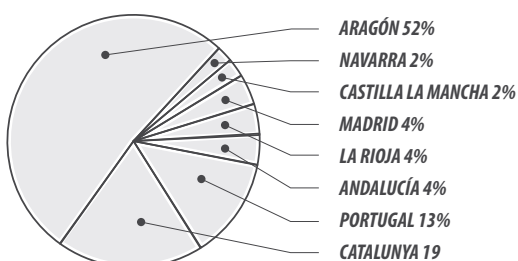 ARAGÓN 52%
NAVARRA 2%
CASTILLA LA MANCHA 2%
MADRID 4%
LA RIOJA 4%
ANDALUCÍA 4%
PORTUGAL 13%
CATALUNYA 19